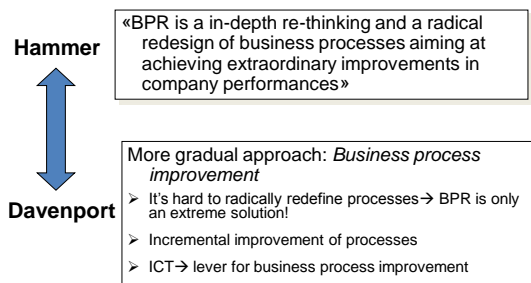 Hammer
«BPR is a in-depth re-thinking and a radical
redesign of business processes aiming at
achieving extraordinary improvements in
company performances»
Davenport
More gradual approach: Business process
improvement
➢ It's hard to radically redefine processes→ BPR is only
an extreme solution!
➢ Incremental improvement of processes
➢ ICT→ lever for business process improvement